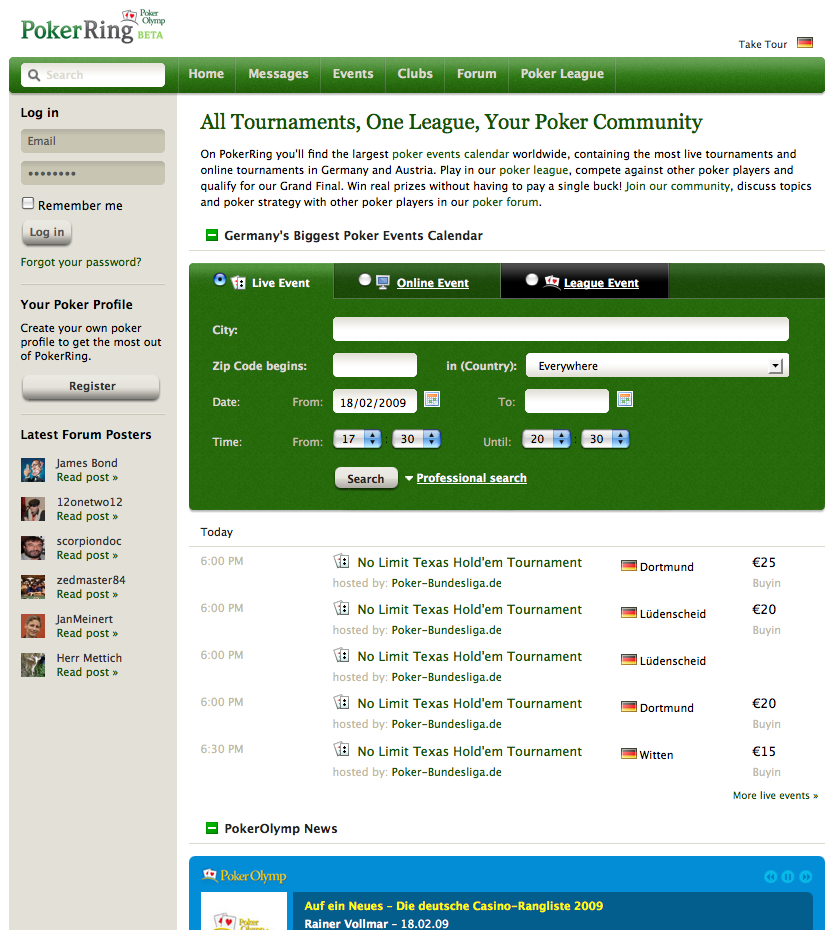 Poker Olymp
PokerRing BETA
Take Tour
Search
Home Messages Events Clubs Forum Poker League
Log in
Email
••••••••
Remember me
Log in
Forgot your password?
Your Poker Profile
Create your own poker
profile to get the most out
of PokerRing.
Register
Latest Forum Posters
James Bond
Read post »
12onetwo12
Read post »
scorpiondoc
Read post »
zedmaster84
Read post »
JanMeinert
Read post »
Herr Mettich
Read post »
All Tournaments, One League, Your Poker Community
On PokerRing you'll find the largest poker events calendar worldwide, containing the most live tournaments and
online tournaments in Germany and Austria. Play in our poker league, compete against other poker players and
qualify for our Grand Final. Win real prizes without having to pay a single buck! Join our community, discuss topics
and poker strategy with other poker players in our poker forum.
Germany's Biggest Poker Events Calendar
Live Event Online Event League Event
City:
Zip Code begins: in (Country): Everywhere
Date: From: 18/02/2009 To:
Time: From: 17 : 30 Until: 20 : 30
Search Professional search
Today
6:00 PM No Limit Texas Hold'em Tournament Dortmund €25
hosted by: Poker-Bundesliga.de Buyin
6:00 PM No Limit Texas Hold'em Tournament Lüdenscheid €20
hosted by: Poker-Bundesliga.de Buyin
6:00 PM No Limit Texas Hold'em Tournament Lüdenscheid
hosted by: Poker-Bundesliga.de
6:00 PM No Limit Texas Hold'em Tournament Dortmund €20
hosted by: Poker-Bundesliga.de Buyin
6:30 PM No Limit Texas Hold'em Tournament Witten €15
hosted by: Poker-Bundesliga.de Buyin
More live events »
PokerOlymp News
Poker Olymp
Poker
Auf ein Neues – Die deutsche Casino-Rangliste 2009
Rainer Vollmar – 18.02.09